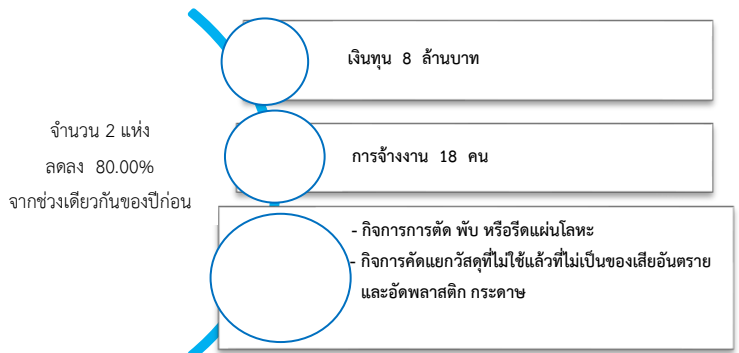 จำนวน 2 แห่ง
ลดลง 80.00%
จากช่วงเดียวกันของปีก่อน
เงินทุน 8 ล้านบาท
การจ้างงาน 18 คน
- กิจการการตัด พับ หรือรีดแผ่นโลหะ
- กิจการคัดแยกวัสดุที่ไม่ใช้แล้วที่ไม่เป็นของเสียอันตราย
และอัดพลาสติก กระดาษ